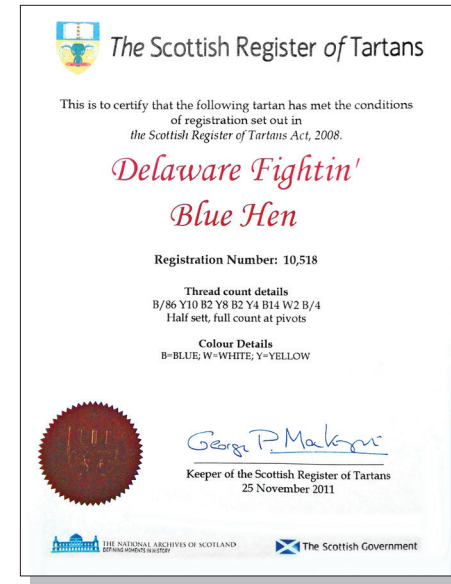 The Scottish Register of Tartans
This is to certify that the following tartan has met the conditions
of registration set out in
the Scottish Register of Tartans Act, 2008.
Delaware Fightin'
Blue Hen
Registration Number: 10,518
Thread count details
B/86 Y10 B2 Y8 B2 Y4 B14 W2 B/4
Half sett, full count at pivots
Colour Details
B=BLUE; W=WHITE; Y=YELLOW
George P. Mackenzie
Keeper of the Scottish Register of Tartans
25 November 2011
THE NATIONAL ARCHIVES OF SCOTLAND
DEFINING MOMENTS IN HISTORY
The Scottish Government